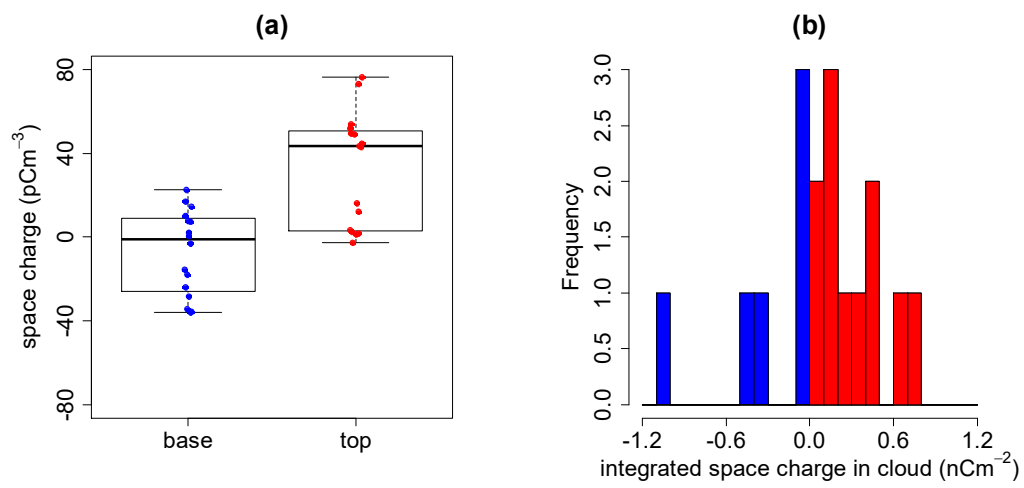 (a)
space charge (pCm−3)
80
40
0
-40
-80
base top
(b)
Frequency
3.0
2.5
2.0
1.5
1.0
0.5
0.0
-1.2 -0.6 0.0 0.6 1.2
integrated space charge in cloud (nCm−2)